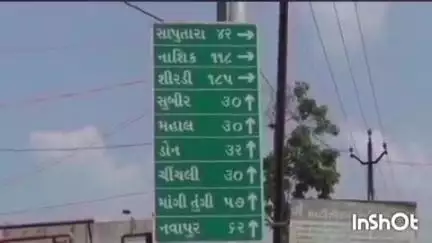 સાપુતારા ૪૨ →
નાશિક ૧૧૮ →
શીરડી ૧૮૫ →
સુબીર ૩૦ ↑
મહાલ ૩૦ ↑
ડોન ૩૨ ↑
ચીંચલી ૩૦ ↑
માંગી તુંગી ૫૭ ↑
નવાપુર ૬૨ ↑
InShOt